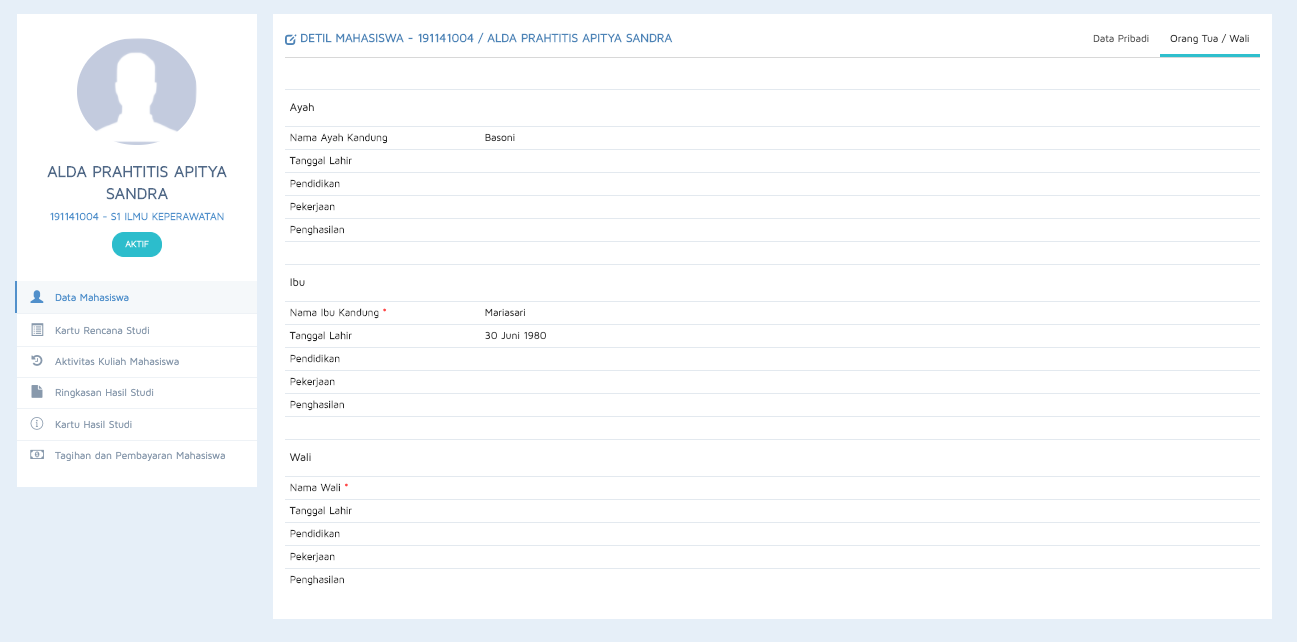 ALDA PRAHTITIS APITYA
SANDRA
191141004 - S1 ILMU KEPERAWATAN
AKTIF
Data Mahasiswa
Kartu Rencana Studi
Aktivitas Kuliah Mahasiswa
Ringkasan Hasil Studi
Kartu Hasil Studi
Tagihan dan Pembayaran Mahasiswa
DETIL MAHASISWA - 191141004 / ALDA PRAHTITIS APITYA SANDRA
Data Pribadi
Orang Tua / Wali
Ayah
Nama Ayah Kandung Basoni
Tanggal Lahir
Pendidikan
Pekerjaan
Penghasilan
Ibu
Nama Ibu Kandung * Mariasari
Tanggal Lahir 30 Juni 1980
Pendidikan
Pekerjaan
Penghasilan
Wali
Nama Wali *
Tanggal Lahir
Pendidikan
Pekerjaan
Penghasilan